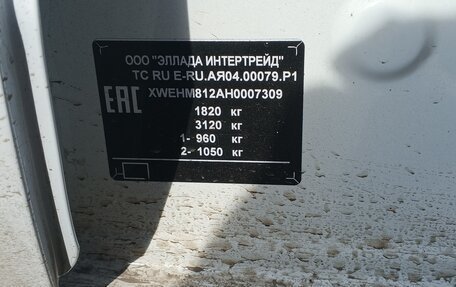 ООО "ЭЛЛАДА ИНТЕРТРЕЙД"
ТС RU Е-RU.АЯ04.00079.Р1
EAC XWEHM812AH0007309
1820 кг
3120 кг
1- 960 кг
2- 1050 кг